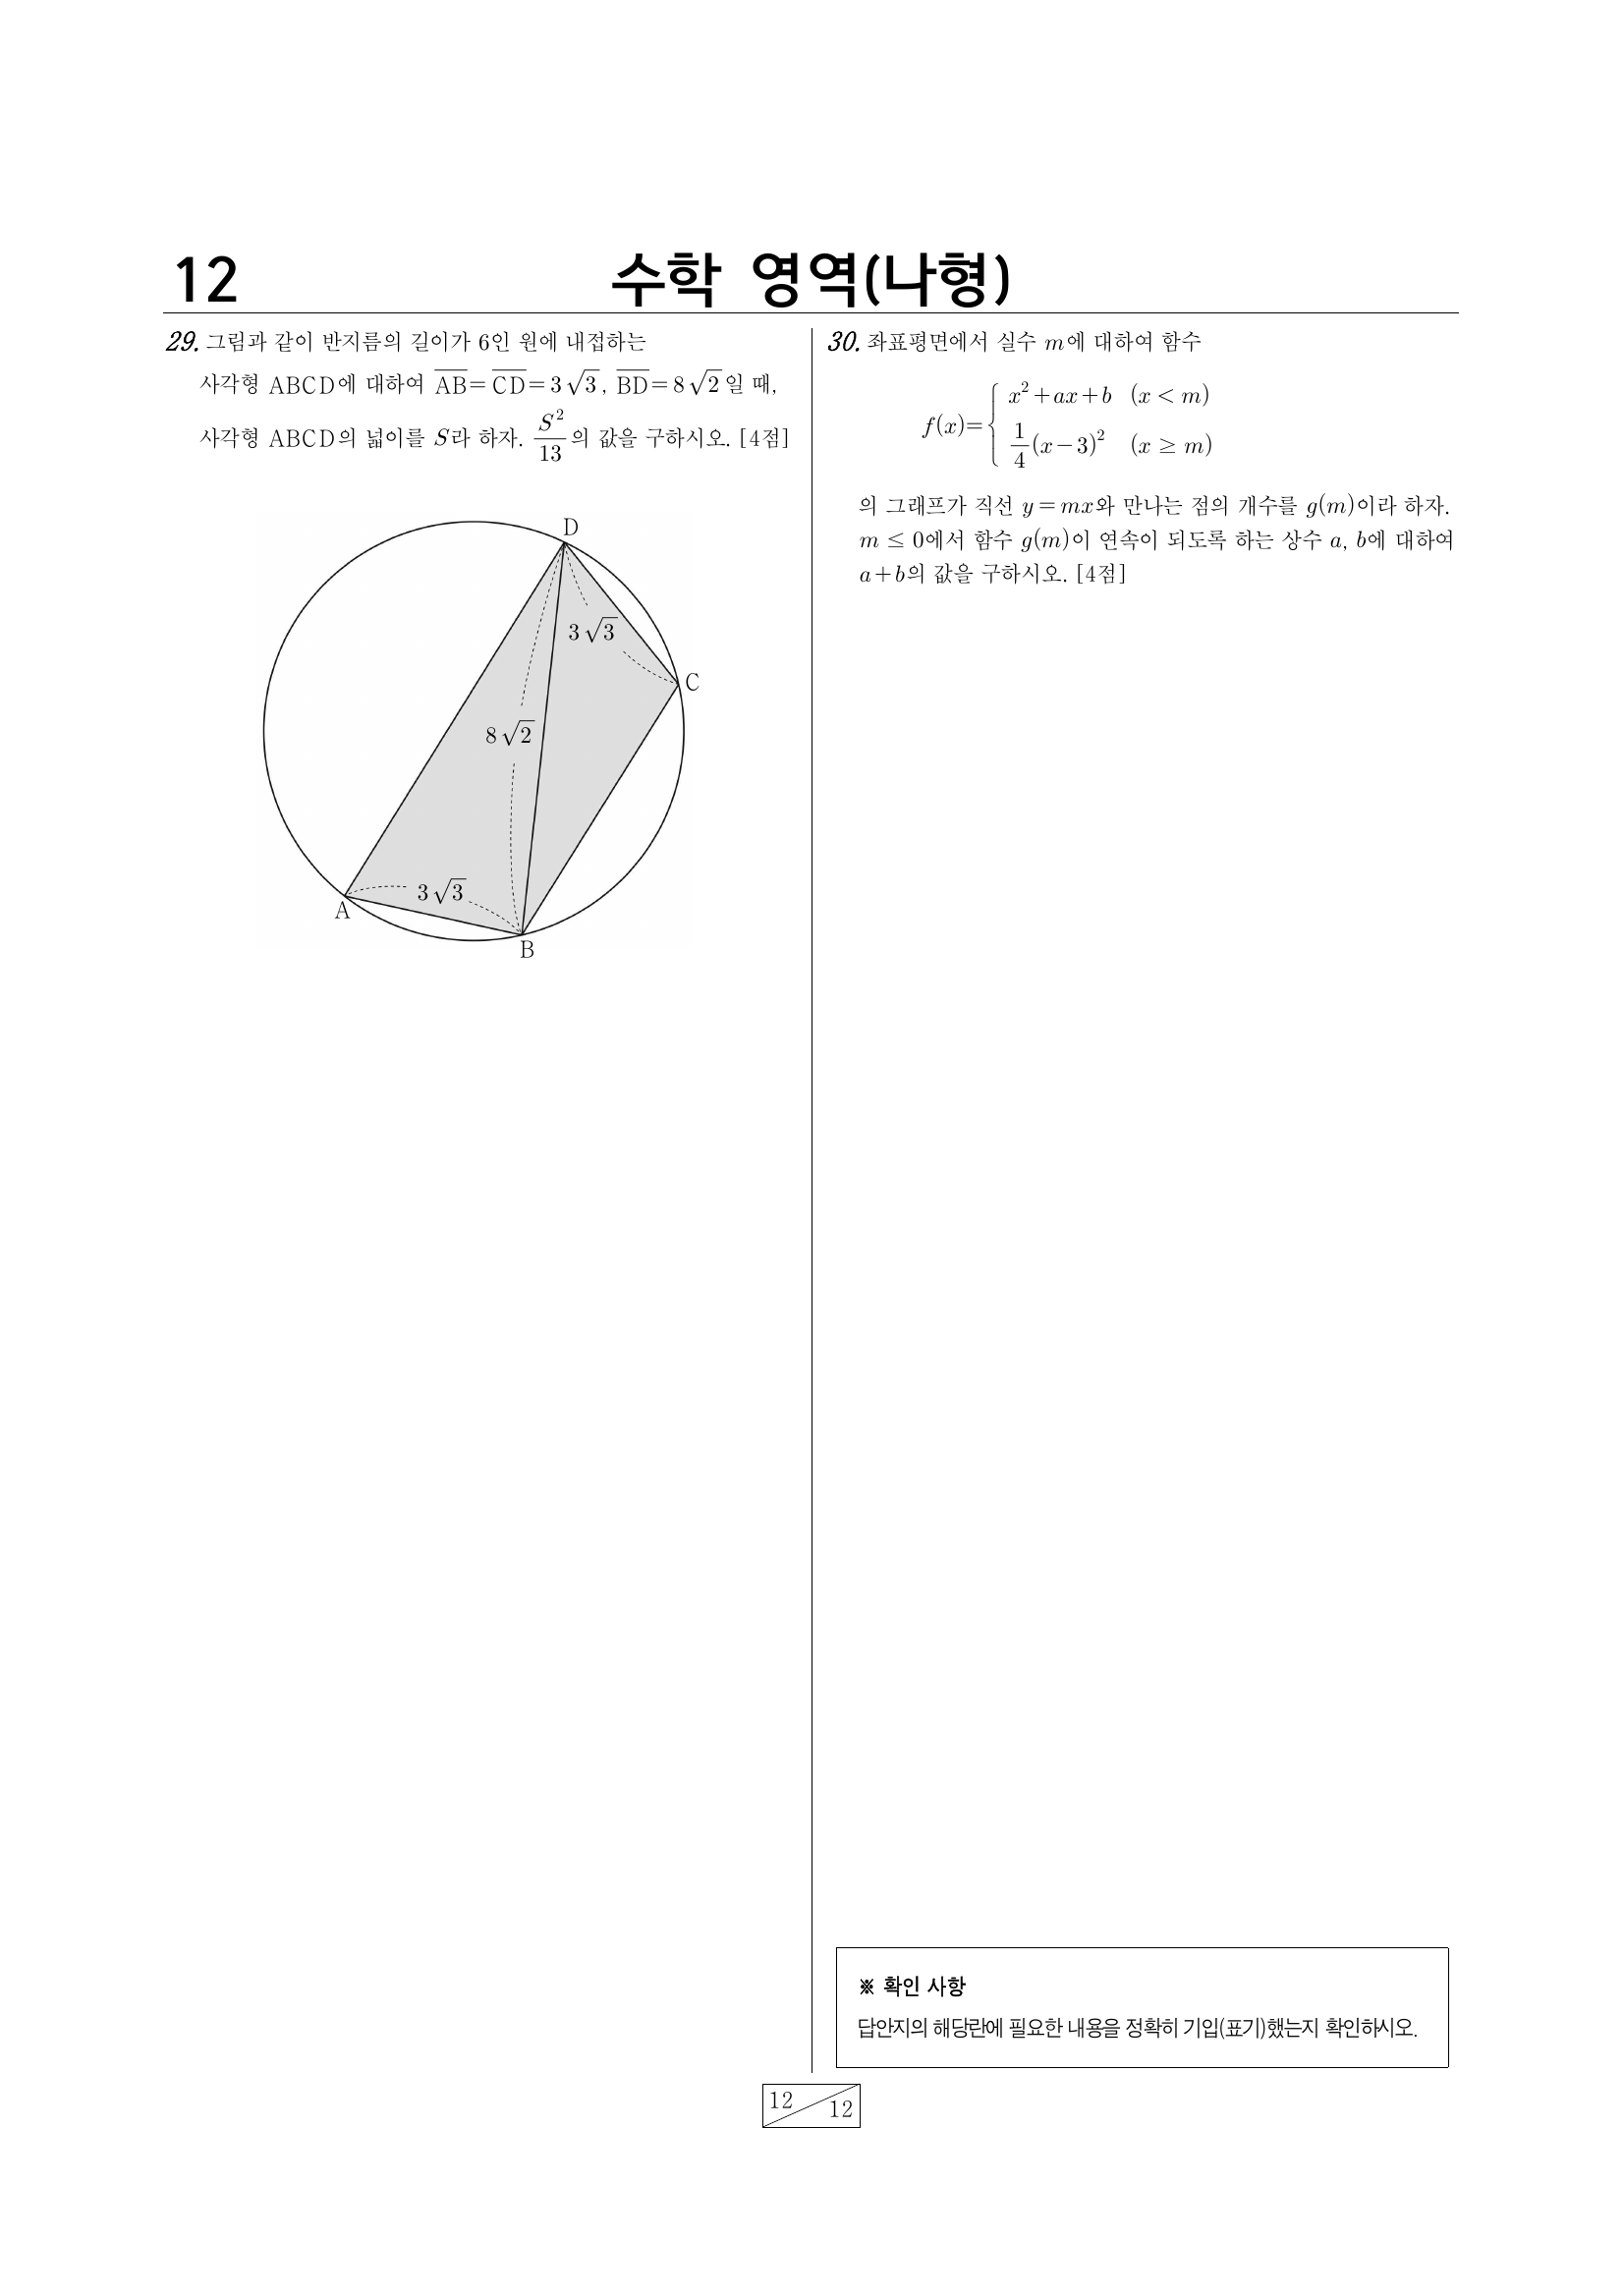 12
수학 영역(나형)
29. 그림과 같이 반지름의 길이가 6인 원에 내접하는
사각형 ABCD에 대하여 $\overline{AB}=\overline{CD}=3\sqrt{3}$, $\overline{BD}=8\sqrt{2}$일 때,
사각형 ABCD의 넓이를 $S$라 하자. $\frac{S^2}{13}$의 값을 구하시오. [4점]
D
3√3
C
8√2
3√3
A
B
30. 좌표평면에서 실수 $m$에 대하여 함수
$f(x)=\begin{cases} x^2+ax+b & (x<m) \\ \frac{1}{4}(x-3)^2 & (x \geq m) \end{cases}$
의 그래프가 직선 $y=mx$와 만나는 점의 개수를 $g(m)$이라 하자.
$m \leq 0$에서 함수 $g(m)$이 연속이 되도록 하는 상수 $a$, $b$에 대하여
$a+b$의 값을 구하시오. [4점]
※ 확인 사항
답안지의 해당란에 필요한 내용을 정확히 기입(표기)했는지 확인하시오.
12
12